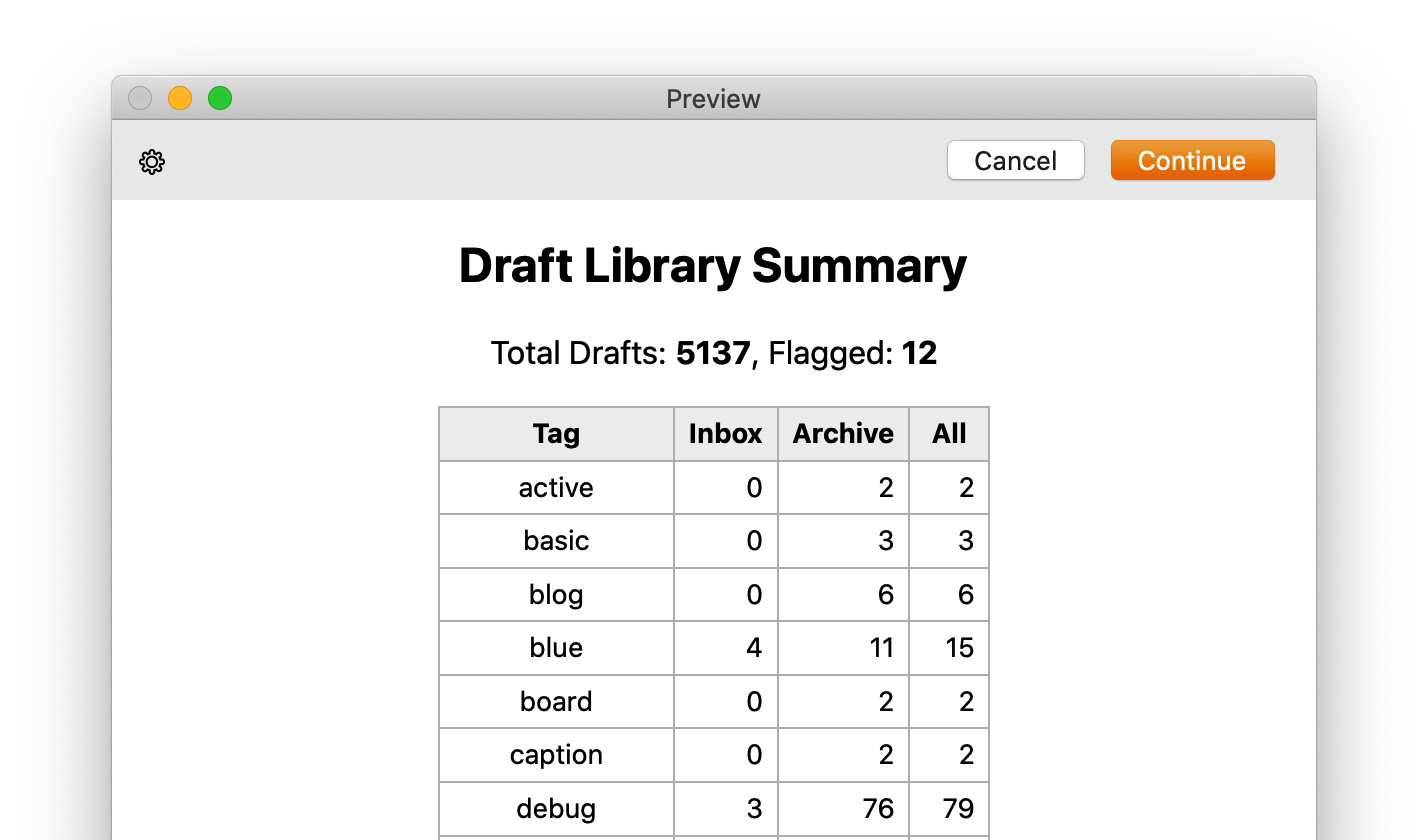 Preview
Cancel Continue
Draft Library Summary
Total Drafts: 5137, Flagged: 12
Tag Inbox Archive All
active 0 2 2
basic 0 3 3
blog 0 6 6
blue 4 11 15
board 0 2 2
caption 0 2 2
debug 3 76 79